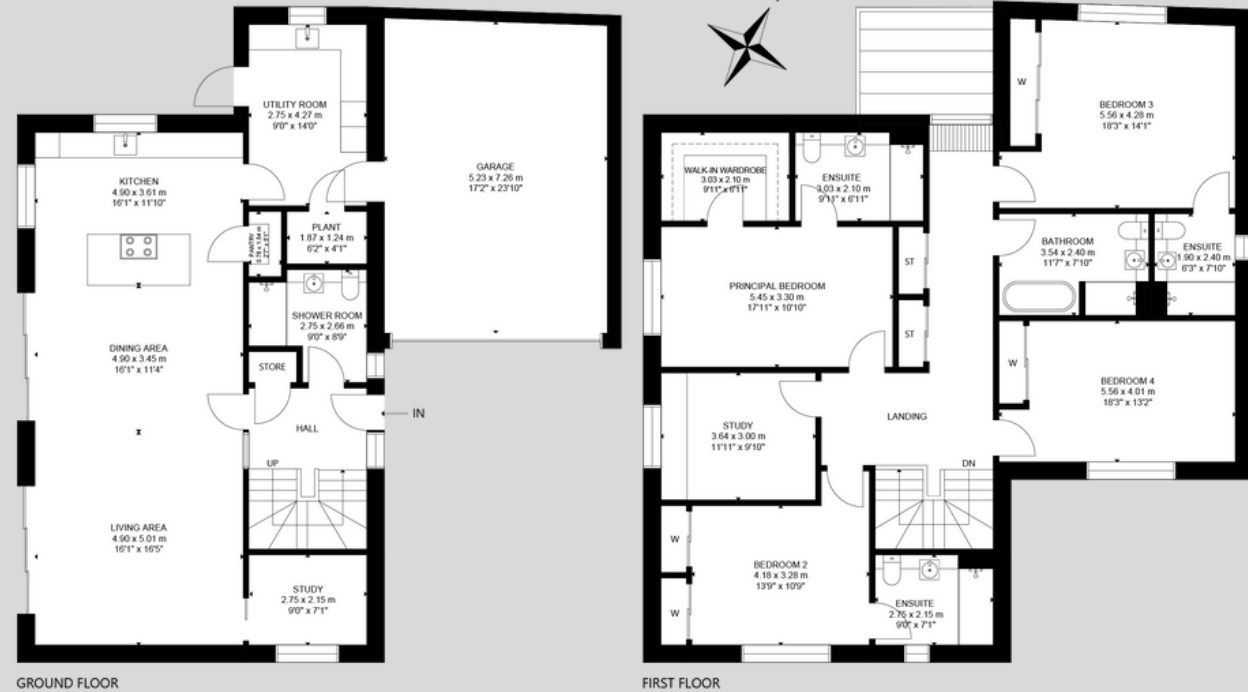 UTILITY ROOM
2.75 x 4.27 m
9'0" x 14'0"
GARAGE
5.23 x 7.26 m
17'2" x 23'10"
KITCHEN
4.90 x 3.61 m
16'1" x 11'10"
PANTRY
PLANT
1.87 x 1.24 m
6'2" x 4'1"
SHOWER ROOM
2.75 x 2.66 m
9'0" x 8'9"
DINING AREA
4.90 x 3.45 m
16'1" x 11'4"
STORE
IN
HALL
UP
LIVING AREA
4.90 x 5.01 m
16'1" x 16'5"
STUDY
2.75 x 2.15 m
9'0" x 7'1"
GROUND FLOOR
W
BEDROOM 3
5.56 x 4.28 m
18'3" x 14'1"
WALK-IN WARDROBE
3.03 x 2.10 m
9'11" x 6'11"
ENSUITE
3.03 x 2.10 m
9'11" x 6'11"
BATHROOM
3.54 x 2.40 m
11'7" x 7'10"
ENSUITE
1.90 x 2.40 m
6'3" x 7'10"
ST
PRINCIPAL BEDROOM
5.45 x 3.30 m
17'11" x 10'10"
ST
W
BEDROOM 4
5.56 x 4.01 m
18'3" x 13'2"
LANDING
STUDY
3.64 x 3.00 m
11'11" x 9'10"
DN
W
BEDROOM 2
4.18 x 3.28 m
13'9" x 10'9"
W
ENSUITE
2.75 x 2.15 m
9'0" x 7'1"
FIRST FLOOR